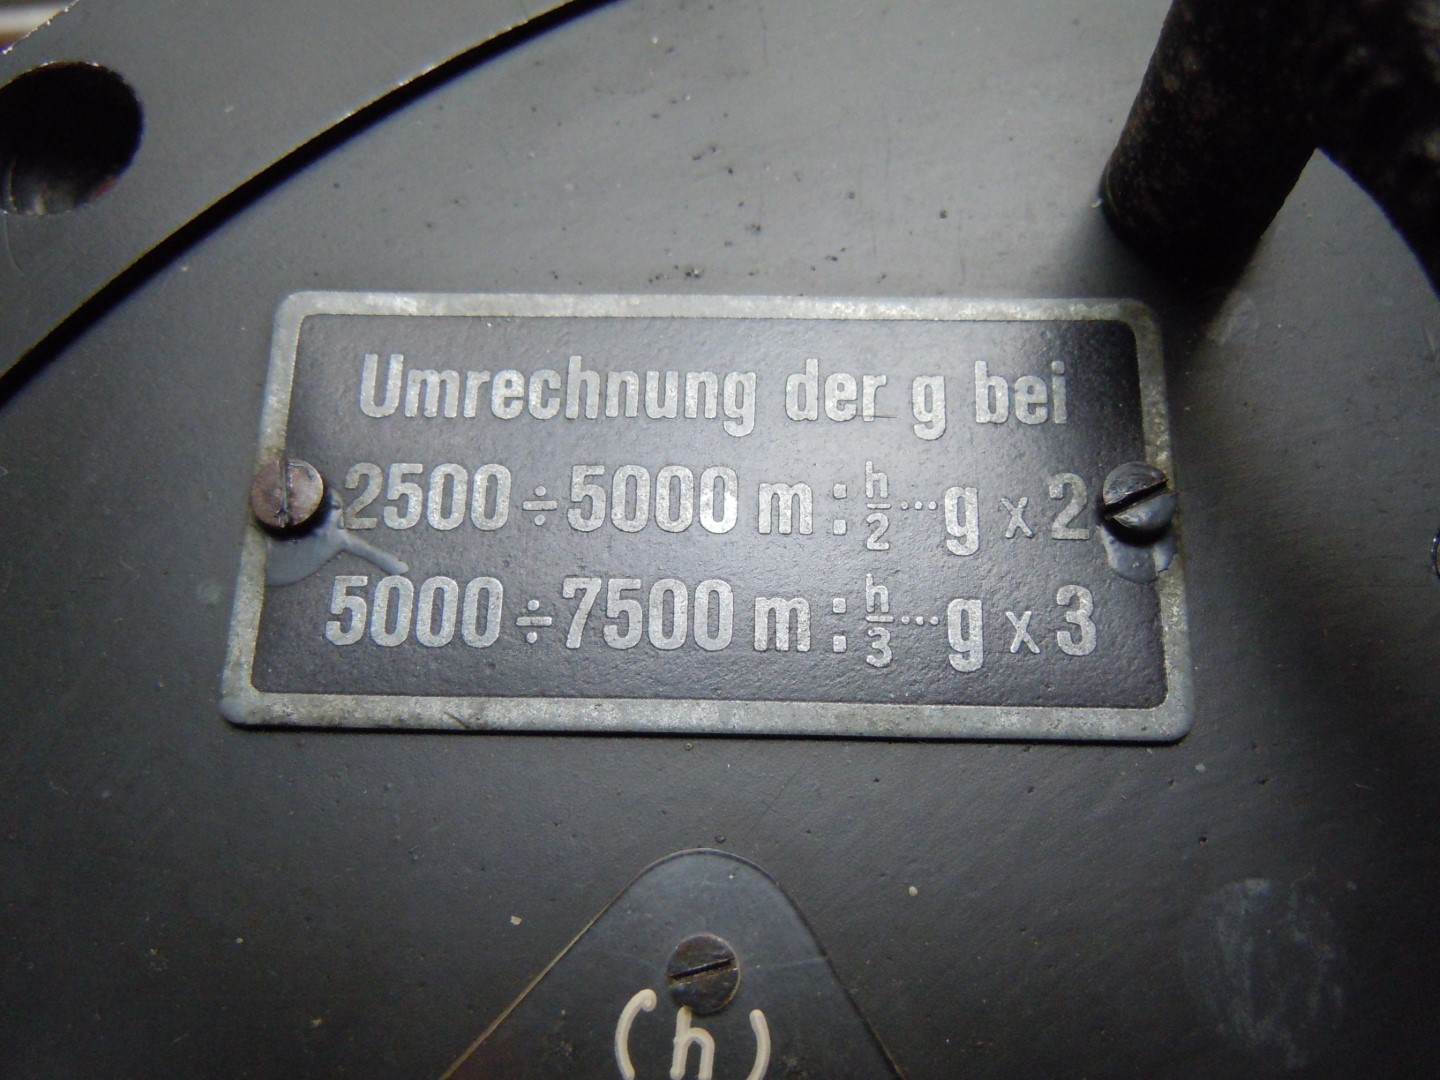 Umrechnung der g bei
2500÷5000 m: h/2 ... g x 2
5000÷7500 m: h/3 ... g x 3
(h)